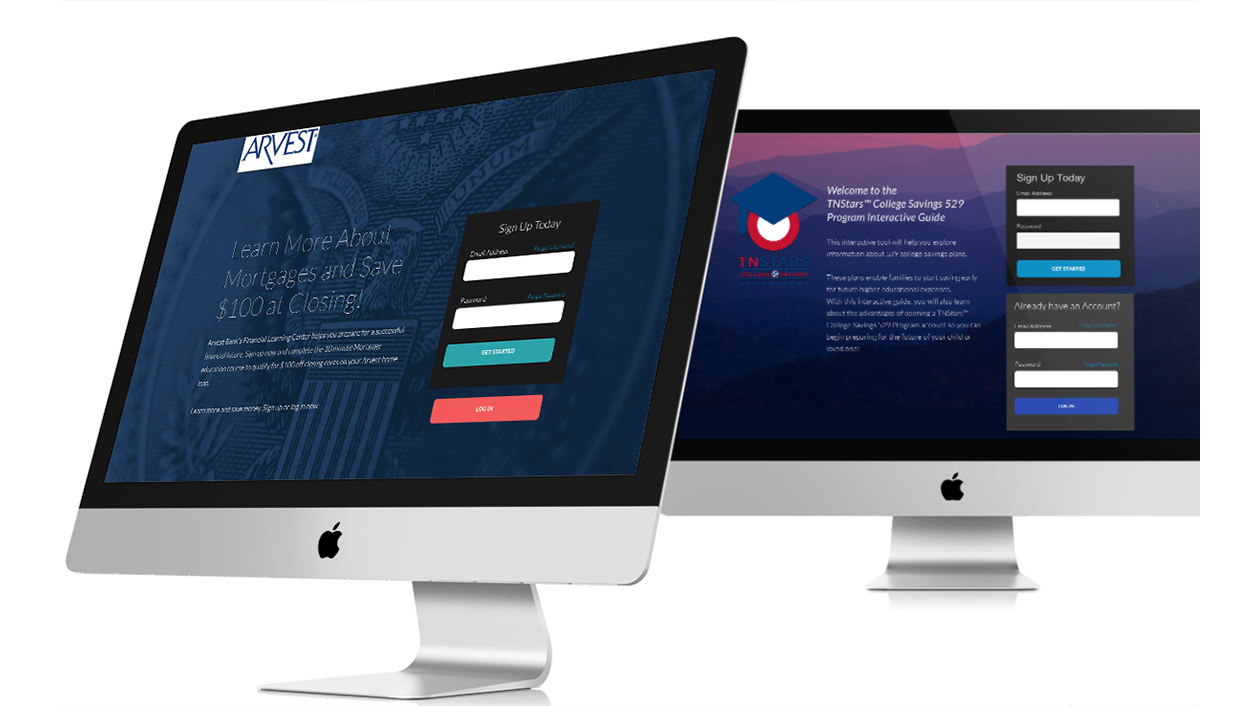 ARVEST
UNUM
Learn More About
Mortgages and Save
$100 at Closing!
Arvest Bank's Financial Learning Center helps you prepare for a successful
financial future. Sign up now and complete the 10 minute Mortgage
education course to qualify for $100 off closing costs on your Arvest home
loan.
Learn more and save money. Sign up or log in now.
Sign Up Today
Email Address
Forgot Username?
Password
Forgot Password
GET STARTED
LOG IN
TNSTARS
COLLEGE SAVINGS
Welcome to the
TNStars™ College Savings 529
Program Interactive Guide
This interactive tool will help you explore
information about 529 college savings plans.
These plans enable families to start saving early
for future higher educational expenses.
With this interactive guide, you will also learn
about the advantages of opening a TNStars™
College Savings 529 Program account so you can
begin preparing for the future of your child or
loved one!
Sign Up Today
Email Address
Password
GET STARTED
Already have an Account?
Email Address
Password
Forgot Password
LOG IN